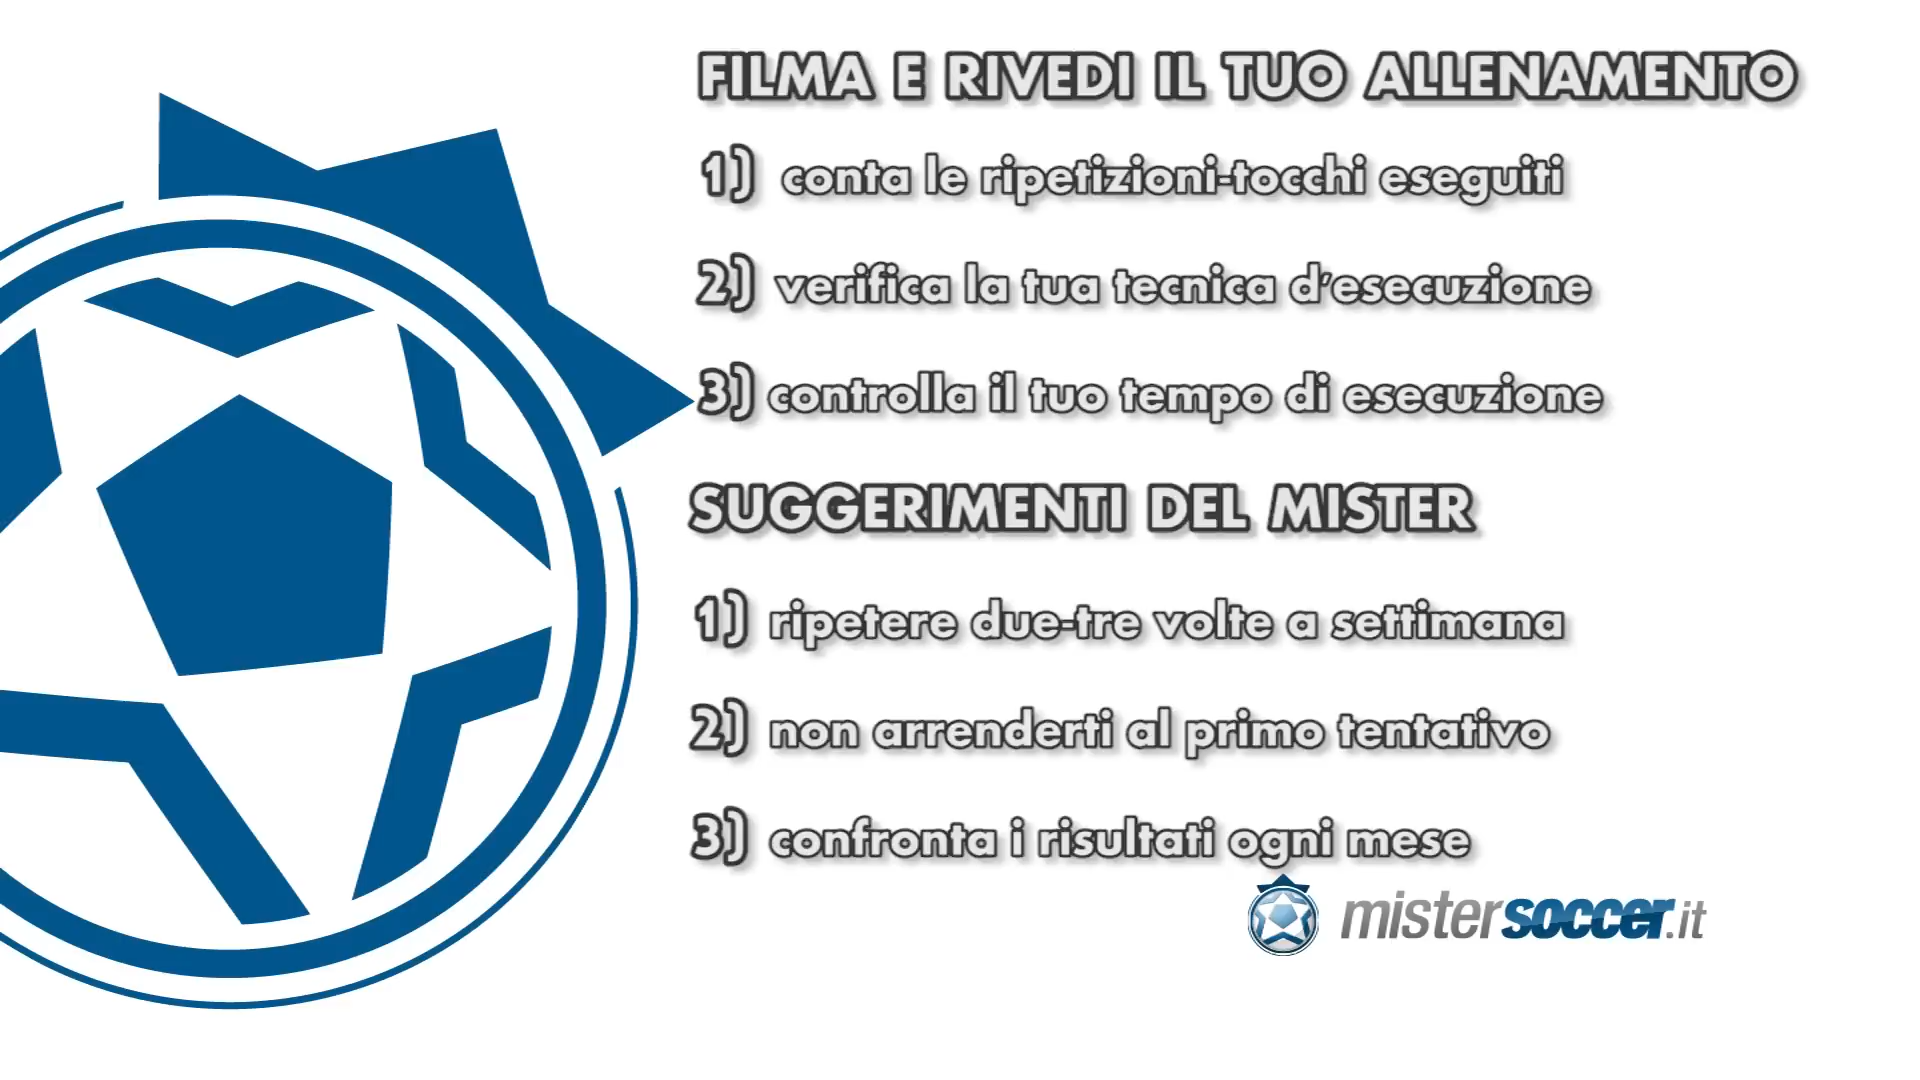 FILMA E RIVEDI IL TUO ALLENAMENTO
1) conta le ripetizioni-tocchi eseguiti
2) verifica la tua tecnica d'esecuzione
3) controlla il tuo tempo di esecuzione
SUGGERIMENTI DEL MISTER
1) ripetere due-tre volte a settimana
2) non arrenderti al primo tentativo
3) confronta i risultati ogni mese
mistersoccer.it